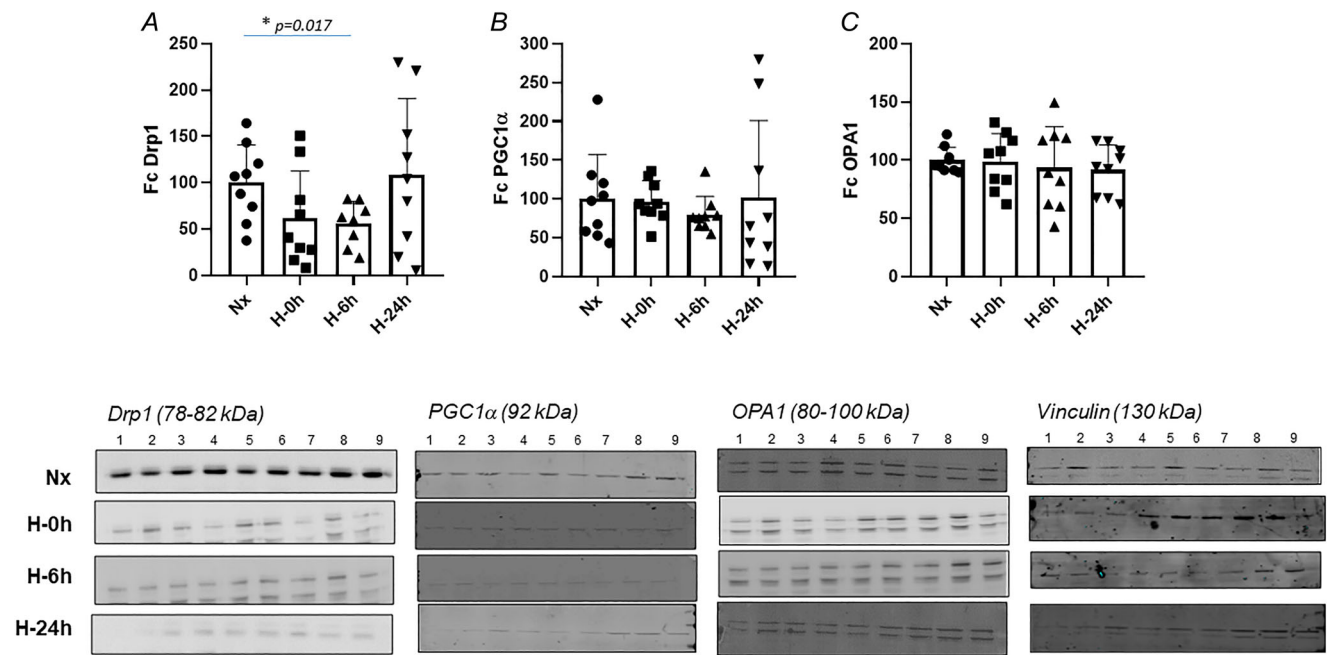 A
* p=0.017
Fc Drp1
250
200
150
100
50
0
Nx
H-0h
H-6h
H-24h
B
Fc PGC1α
300
250
200
150
100
50
0
Nx
H-0h
H-6h
H-24h
C
Fc OPA1
200
150
100
50
0
Nx
H-0h
H-6h
H-24h
Drp1 (78-82 kDa)
1 2 3 4 5 6 7 8 9
PGC1α (92 kDa)
1 2 3 4 5 6 7 8 9
OPA1 (80-100 kDa)
1 2 3 4 5 6 7 8 9
Vinculin (130 kDa)
1 2 3 4 5 6 7 8 9
Nx
H-0h
H-6h
H-24h